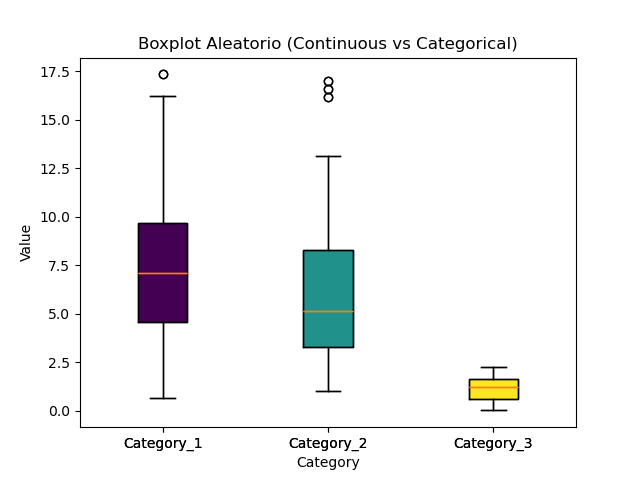 Boxplot Aleatorio (Continuous vs Categorical)
17.5
15.0
12.5
10.0
7.5
5.0
2.5
0.0
Value
Category_1
Category_2
Category_3
Category